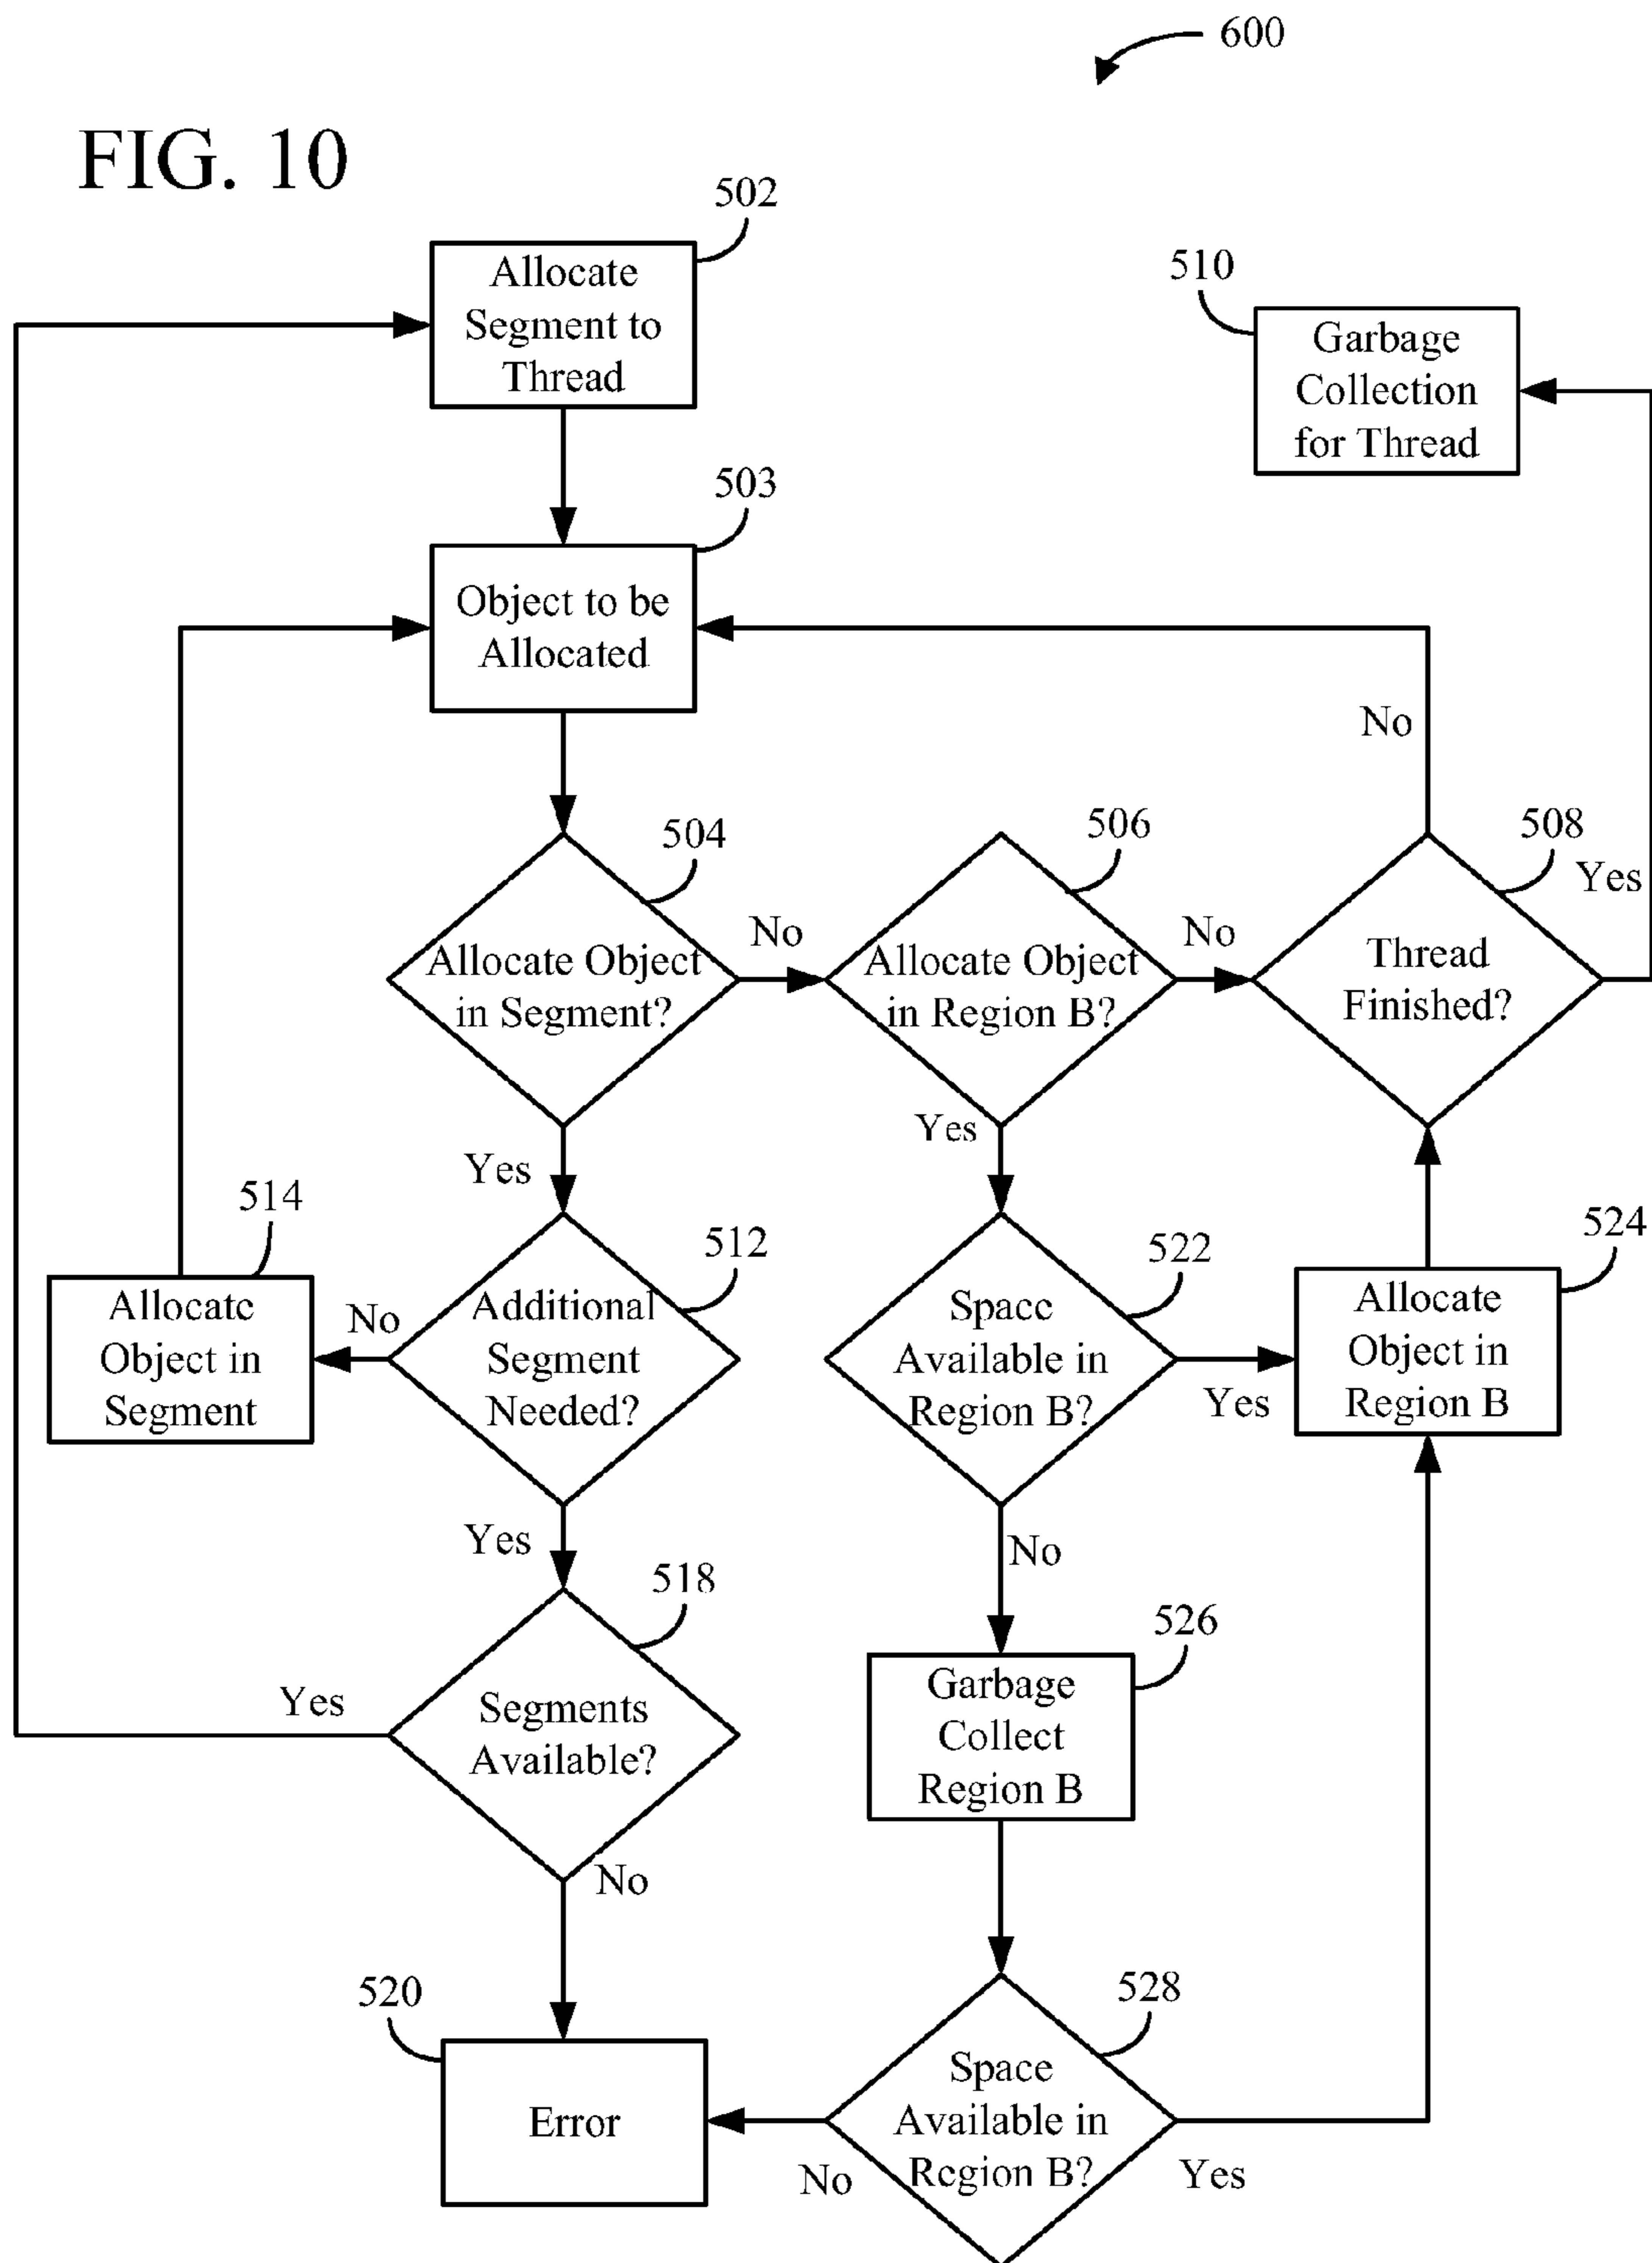 600
FIG. 10
502
Allocate
Segment to
Thread
510
Garbage
Collection
for Thread
503
Object to be
Allocated
No
504
Allocate Object
in Segment?
No
506
Allocate Object
in Region B?
No
508
Thread
Finished?
Yes
Yes
Yes
514
Allocate
Object in
Segment
No
512
Additional
Segment
Needed?
522
Space
Available in
Region B?
Yes
524
Allocate
Object in
Region B
Yes
No
518
Segments
Available?
Yes
No
526
Garbage
Collect
Region B
520
Error
528
Space
Available in
Region B?
No
Yes